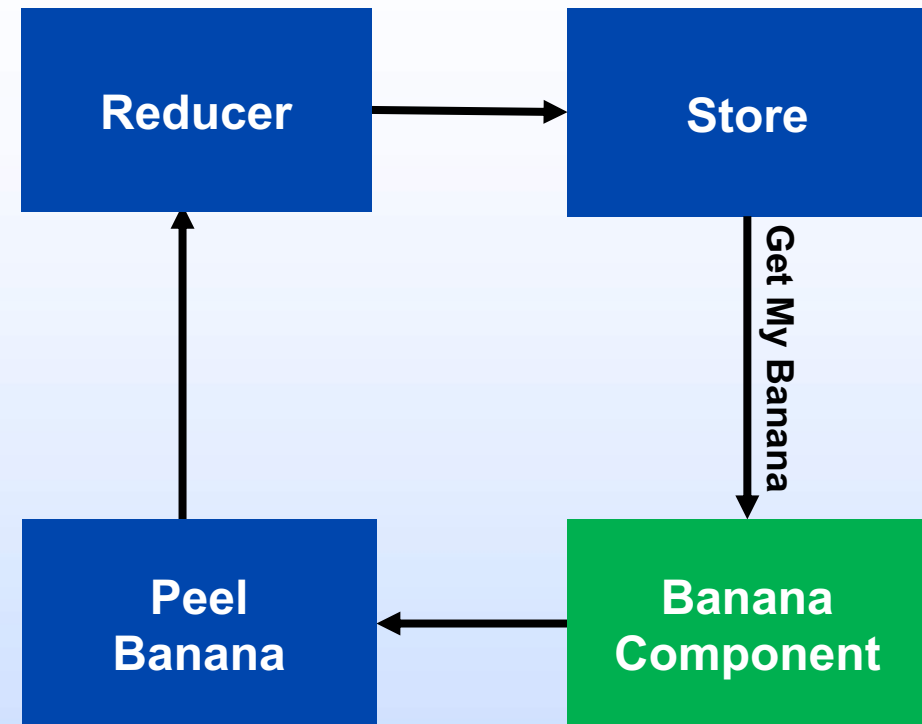 Reducer
Store
Get My Banana
Peel
Banana
Banana
Component